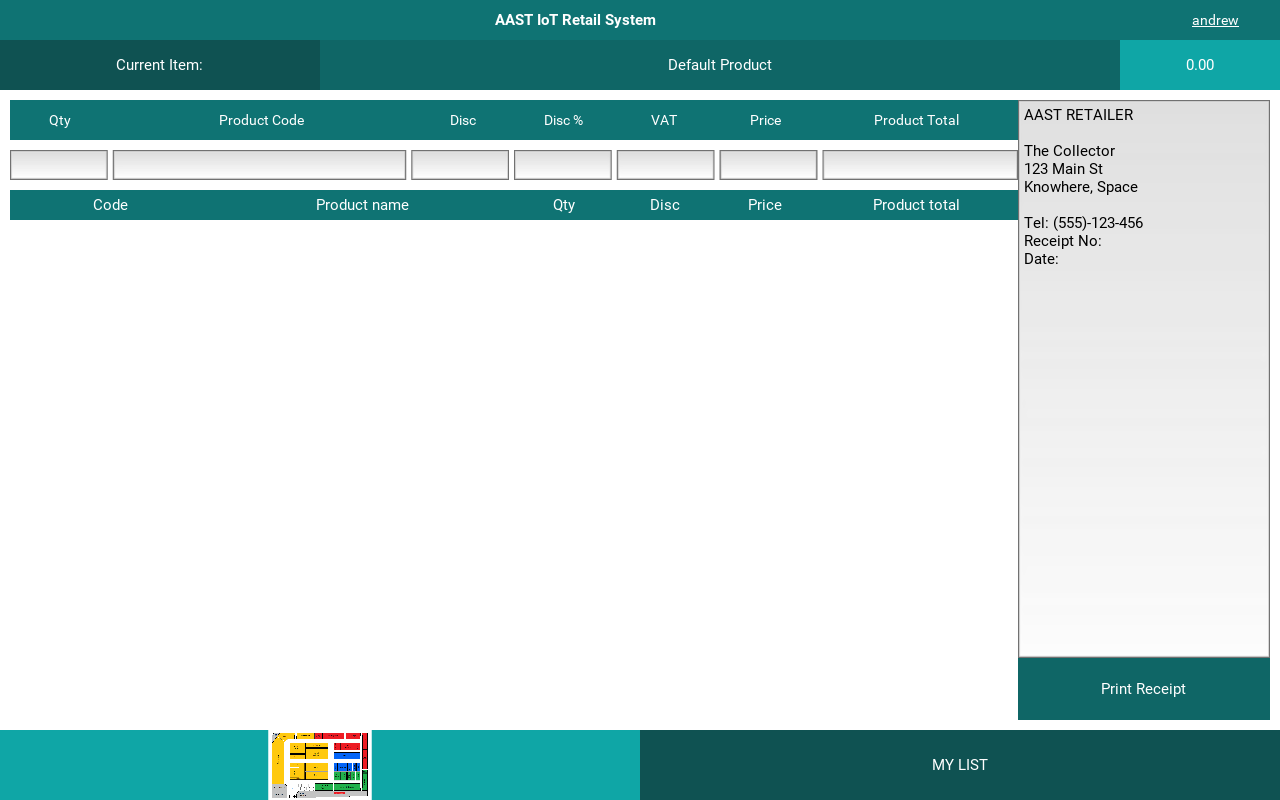 AAST IoT Retail System
andrew
Current Item:
Default Product
0.00
Qty
Product Code
Disc
Disc %
VAT
Price
Product Total
Code
Product name
Qty
Disc
Price
Product total
AAST RETAILER
The Collector
123 Main St
Knowhere, Space
Tel: (555)-123-456
Receipt No:
Date:
Print Receipt
MY LIST